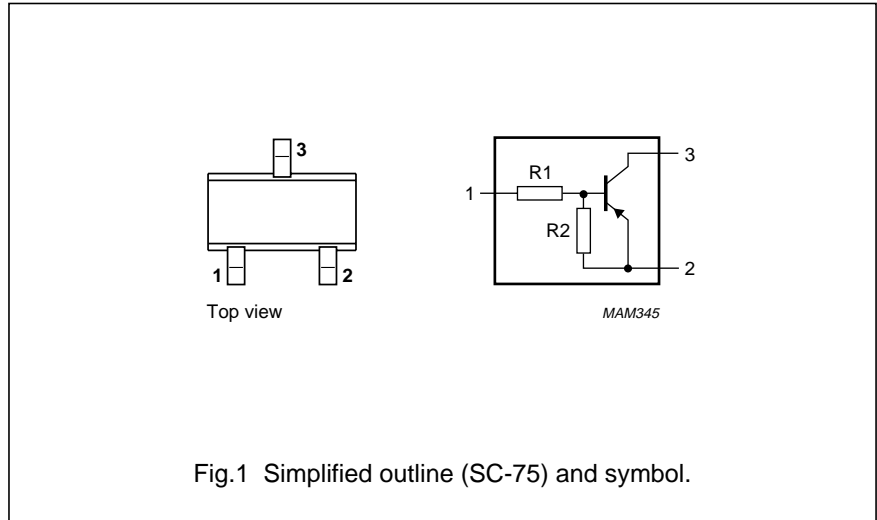 3
1
2
Top view
1
R1
R2
3
2
MAM345
Fig.1 Simplified outline (SC-75) and symbol.